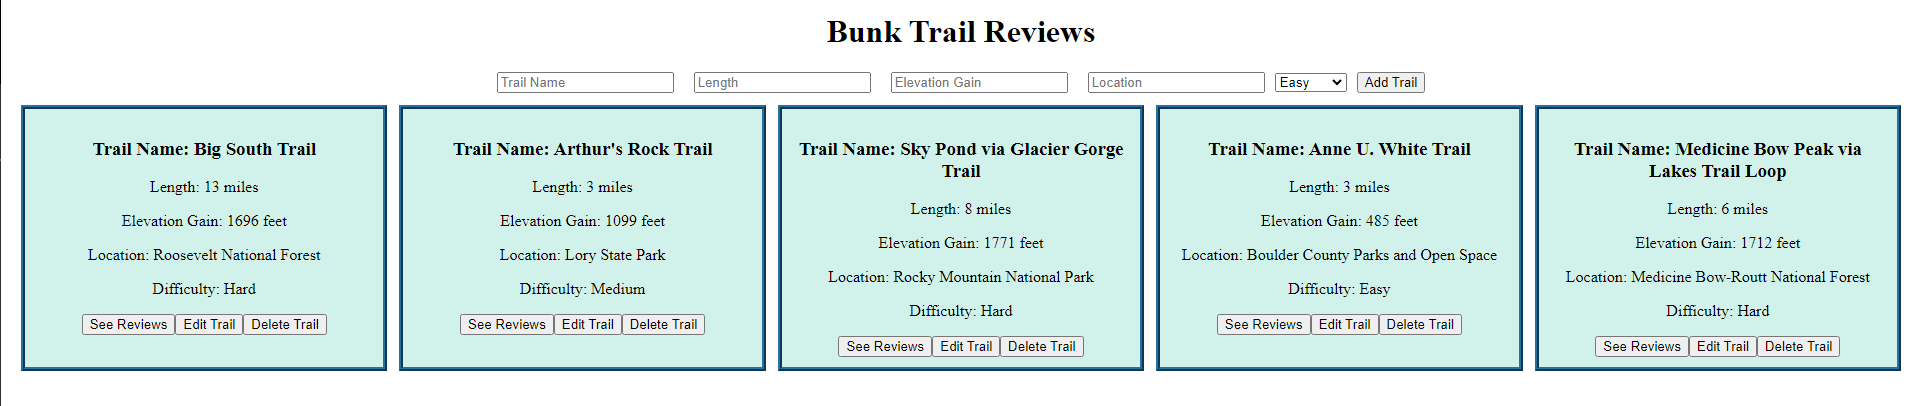 Bunk Trail Reviews
Trail Name Length Elevation Gain Location Easy Add Trail
Trail Name: Big South Trail
Length: 13 miles
Elevation Gain: 1696 feet
Location: Roosevelt National Forest
Difficulty: Hard
See Reviews Edit Trail Delete Trail
Trail Name: Arthur's Rock Trail
Length: 3 miles
Elevation Gain: 1099 feet
Location: Lory State Park
Difficulty: Medium
See Reviews Edit Trail Delete Trail
Trail Name: Sky Pond via Glacier Gorge
Trail
Length: 8 miles
Elevation Gain: 1771 feet
Location: Rocky Mountain National Park
Difficulty: Hard
See Reviews Edit Trail Delete Trail
Trail Name: Anne U. White Trail
Length: 3 miles
Elevation Gain: 485 feet
Location: Boulder County Parks and Open Space
Difficulty: Easy
See Reviews Edit Trail Delete Trail
Trail Name: Medicine Bow Peak via
Lakes Trail Loop
Length: 6 miles
Elevation Gain: 1712 feet
Location: Medicine Bow-Routt National Forest
Difficulty: Hard
See Reviews Edit Trail Delete Trail